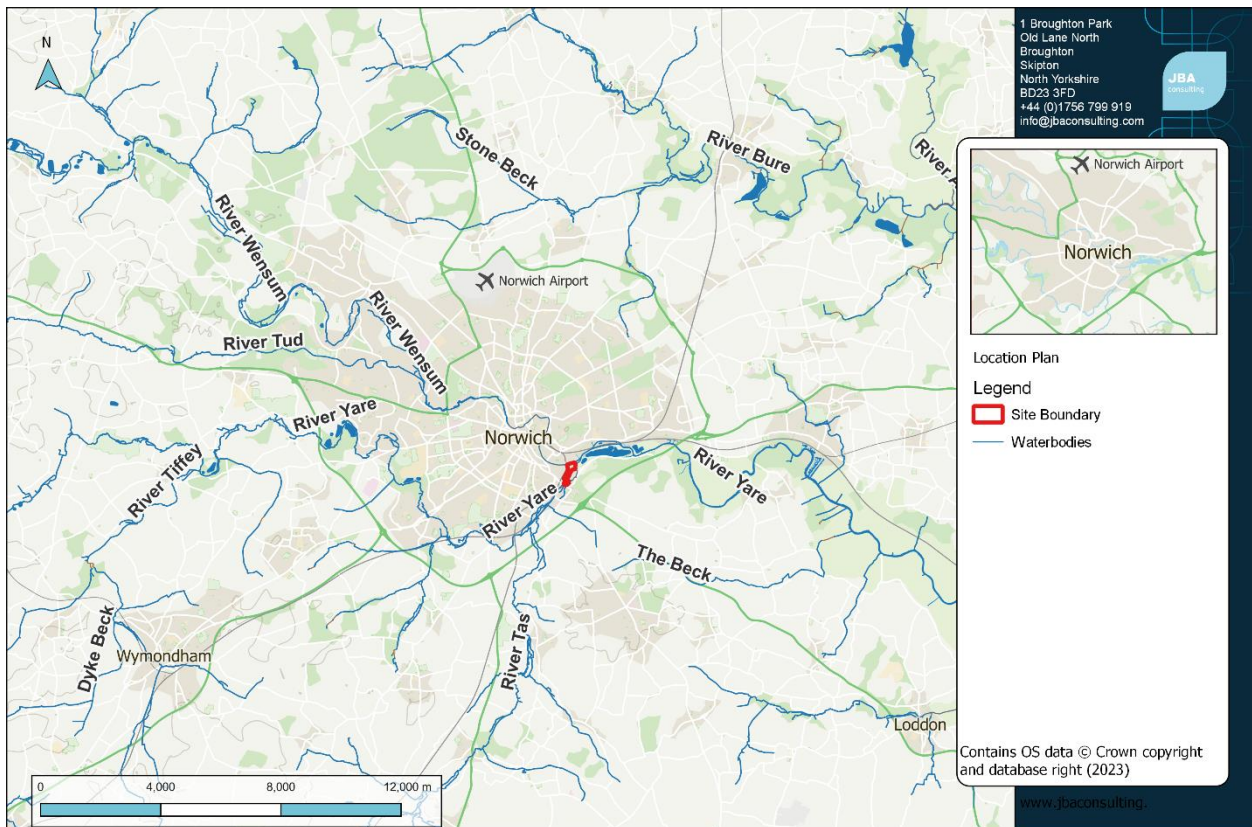 N
Stone Beck
River Bure
River A
River Wensum
Norwich Airport
River Wensum
River Tud
River Yare
Norwich
River Tiffey
River Yare
River Yare
The Beck
Dyke Beck
Wymondham
River Tas
Loddon
0 4,000 8,000 12,000 m
1 Broughton Park
Old Lane North
Broughton
Skipton
North Yorkshire
BD23 3FD
+44 (0)1756 799 919
info@jbaconsulting.com
JBA
consulting
Norwich Airport
Norwich
Location Plan
Legend
Site Boundary
Waterbodies
Contains OS data © Crown copyright
and database right (2023)
www.jbaconsulting.